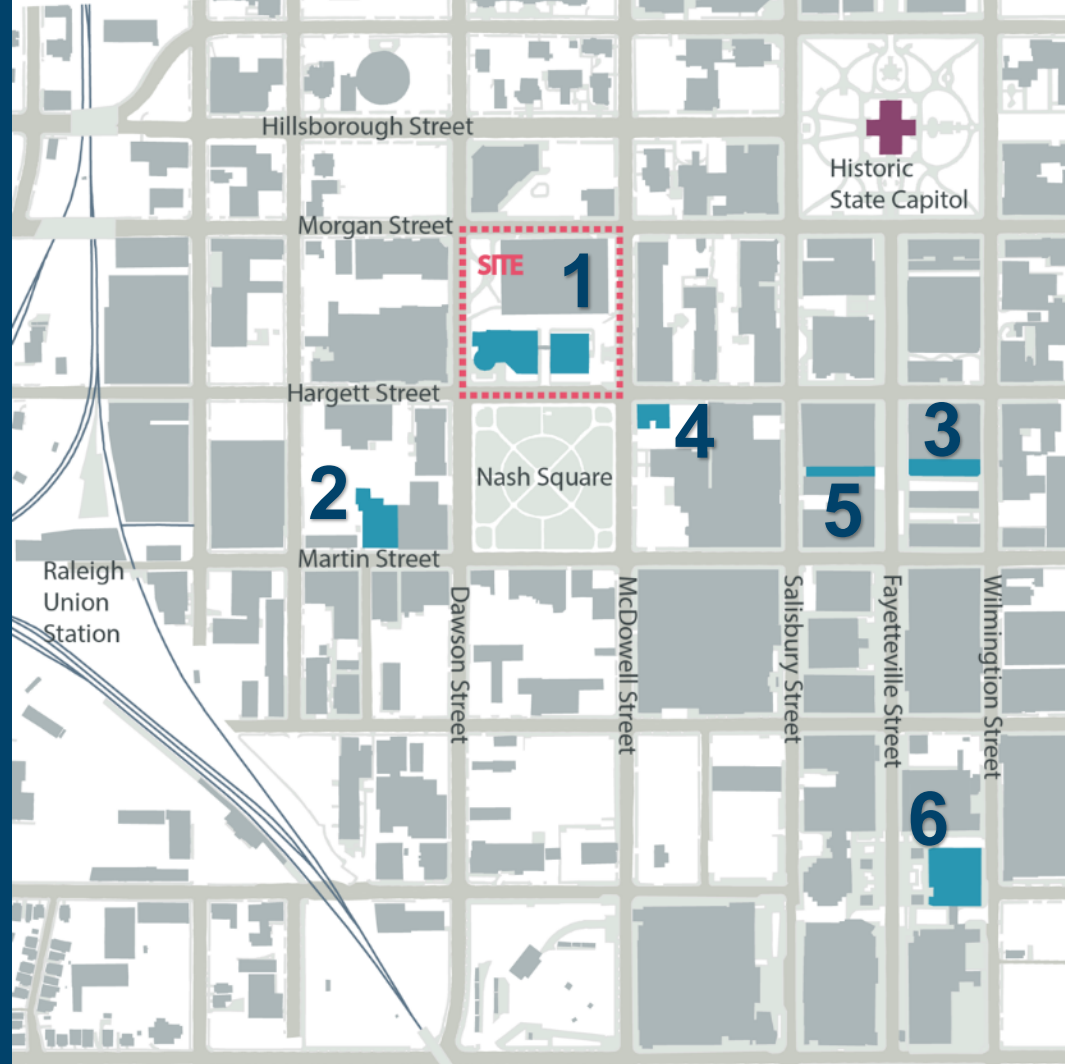 Hillsborough Street
Historic
State Capitol
Morgan Street
SITE
1
Hargett Street
4
3
Nash Square
2
5
Martin Street
Raleigh
Union
Station
Dawson Street
McDowell Street
Salisbury Street
Fayetteville Street
Wilmingtion Street
6